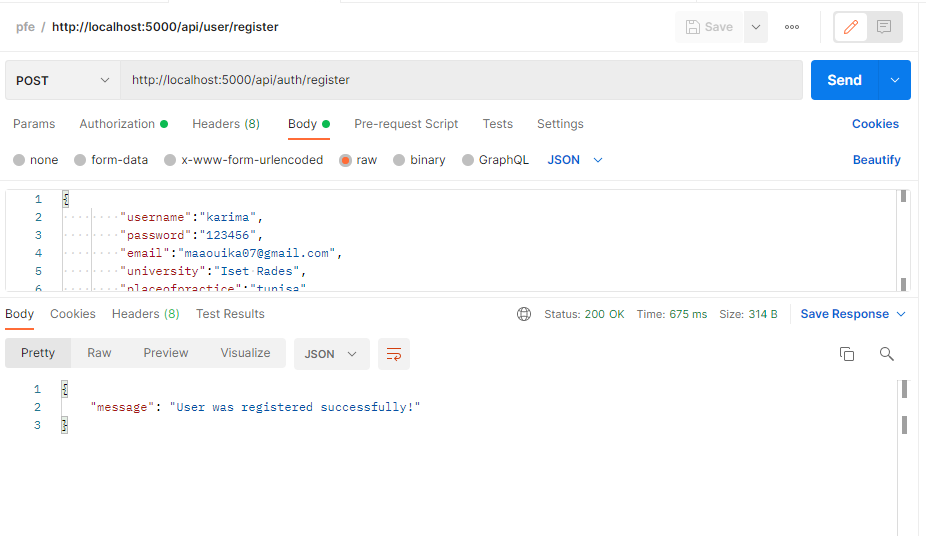 pfe / http://localhost:5000/api/user/register Save
POST http://localhost:5000/api/auth/register Send
Params Authorization Headers (8) Body Pre-request Script Tests Settings Cookies
none form-data x-www-form-urlencoded raw binary GraphQL JSON Beautify
1 {
2 "username":"karima",
3 "password":"123456",
4 "email":"maaouika07@gmail.com",
5 "university":"Iset Rades",
6 "placeofpractice":"tunisa"
Body Cookies Headers (8) Test Results Status: 200 OK Time: 675 ms Size: 314 B Save Response
Pretty Raw Preview Visualize JSON
1 {
2 "message": "User was registered successfully!"
3 }